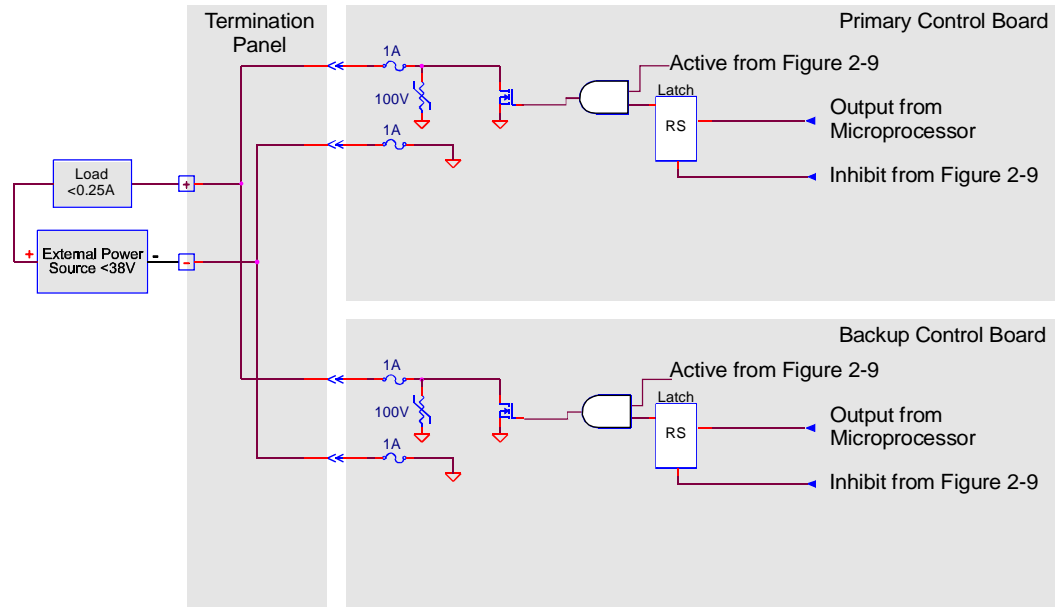 Termination
Panel
Primary Control Board
1A
100V
1A
Active from Figure 2-9
Latch
RS
Output from
Microprocessor
Inhibit from Figure 2-9
Load
<0.25A
+
+
External Power
Source <38V
-
-
Backup Control Board
1A
100V
1A
Active from Figure 2-9
Latch
RS
Output from
Microprocessor
Inhibit from Figure 2-9